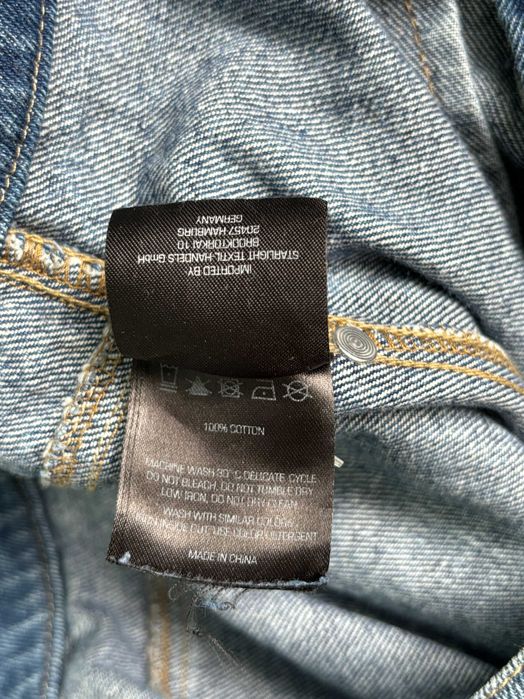 IMPORTED BY
STARLIGHT TEXTIL-HANDELS GmbH
BROOKTORKAI 10
20457 HAMBURG
GERMANY
100% COTTON
MACHINE WASH 30° C DELICATE CYCLE
DO NOT BLEACH, DO NOT TUMBLE DRY
LOW IRON, DO NOT DRY CLEAN
WASH WITH SIMILAR COLORS
INSIDE OUT, USE COLOR DETERGENT
MADE IN CHINA